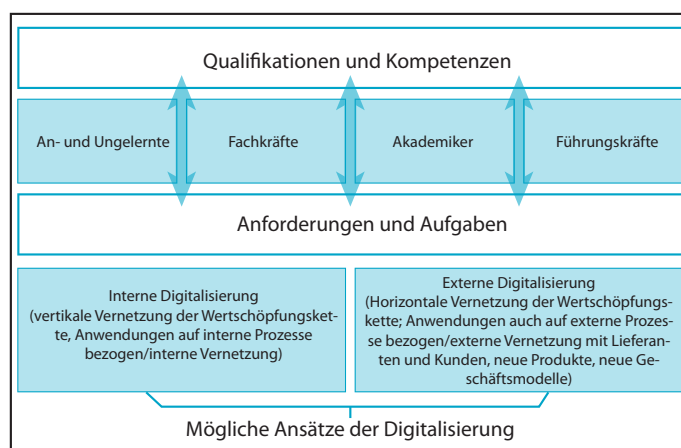 Qualifikationen und Kompetenzen
An- und Ungelernte
Fachkräfte
Akademiker
Führungskräfte
Anforderungen und Aufgaben
Interne Digitalisierung
(vertikale Vernetzung der Wertschöpfungsket-
te, Anwendungen auf interne Prozesse
bezogen/interne Vernetzung)
Externe Digitalisierung
(Horizontale Vernetzung der Wertschöpfungs-
kette; Anwendungen auch auf externe Prozes-
se bezogen/externe Vernetzung mit Lieferan-
ten und Kunden, neue Produkte, neue Ge-
schäftsmodelle)
Mögliche Ansätze der Digitalisierung